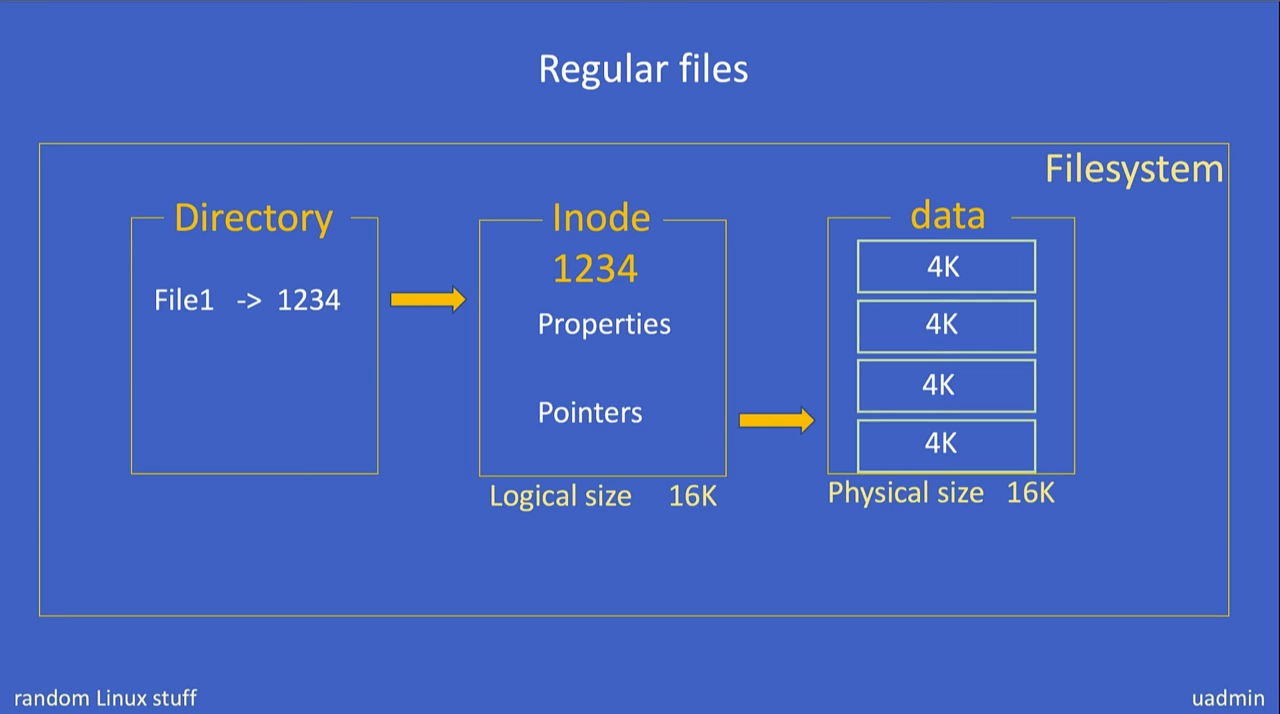 Regular files
Filesystem
Directory
File1 -> 1234
Inode
1234
Properties
Pointers
Logical size 16K
data
4K
4K
4K
4K
Physical size 16K
random Linux stuff
uadmin